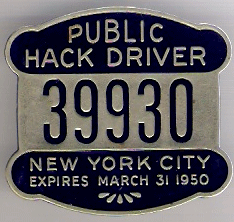 PUBLIC
HACK DRIVER
39930
NEW YORK·CITY
EXPIRES MARCH 31 1950